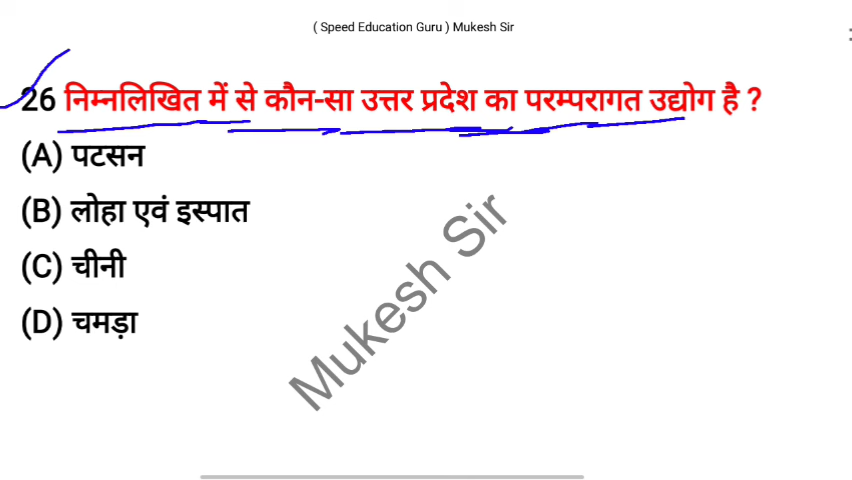 ( Speed Education Guru ) Mukesh Sir
26 निम्नलिखित में से कौन-सा उत्तर प्रदेश का परम्परागत उद्योग है ?
(A) पटसन
(B) लोहा एवं इस्पात
(C) चीनी
(D) चमड़ा
Mukesh Sir